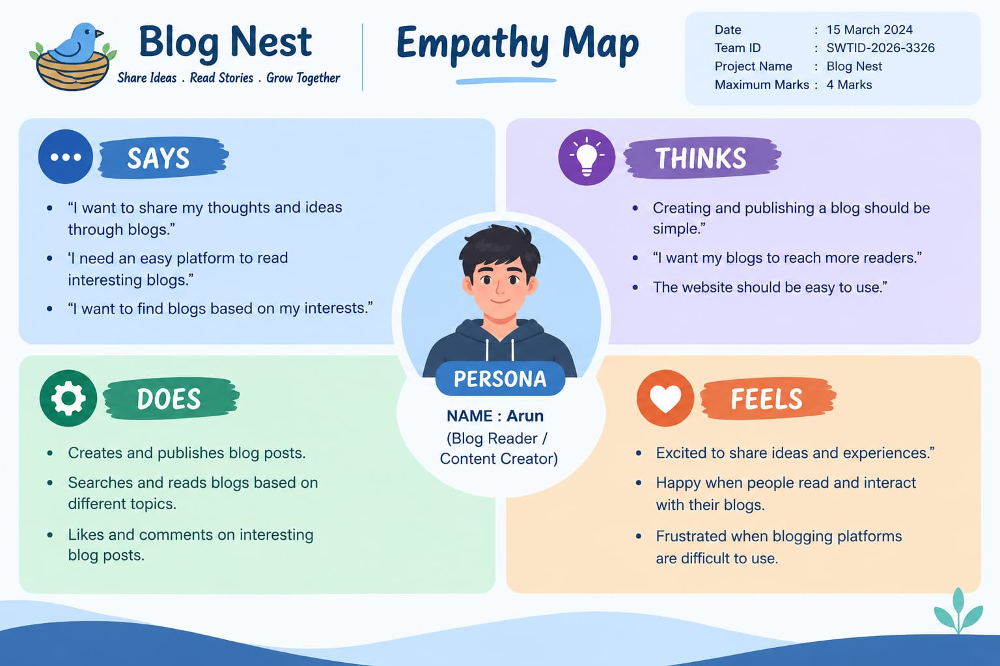 Blog Nest
Share Ideas . Read Stories . Grow Together
Empathy Map
Date : 15 March 2024
Team ID : SWTID-2026-3326
Project Name : Blog Nest
Maximum Marks : 4 Marks
SAYS
• “I want to share my thoughts and ideas
through blogs.”
• ‘I need an easy platform to read
interesting blogs.”
• “I want to find blogs based on my interests.”
THINKS
• Creating and publishing a blog should be
simple.”
• “I want my blogs to reach more readers.”
• The website should be easy to use.”
PERSONA
NAME : Arun
(Blog Reader /
Content Creator)
DOES
• Creates and publishes blog posts.
• Searches and reads blogs based on
different topics.
• Likes and comments on interesting
blog posts.
FEELS
• Excited to share ideas and experiences.”
• Happy when people read and interact
with their blogs.
• Frustrated when blogging platforms
are difficult to use.